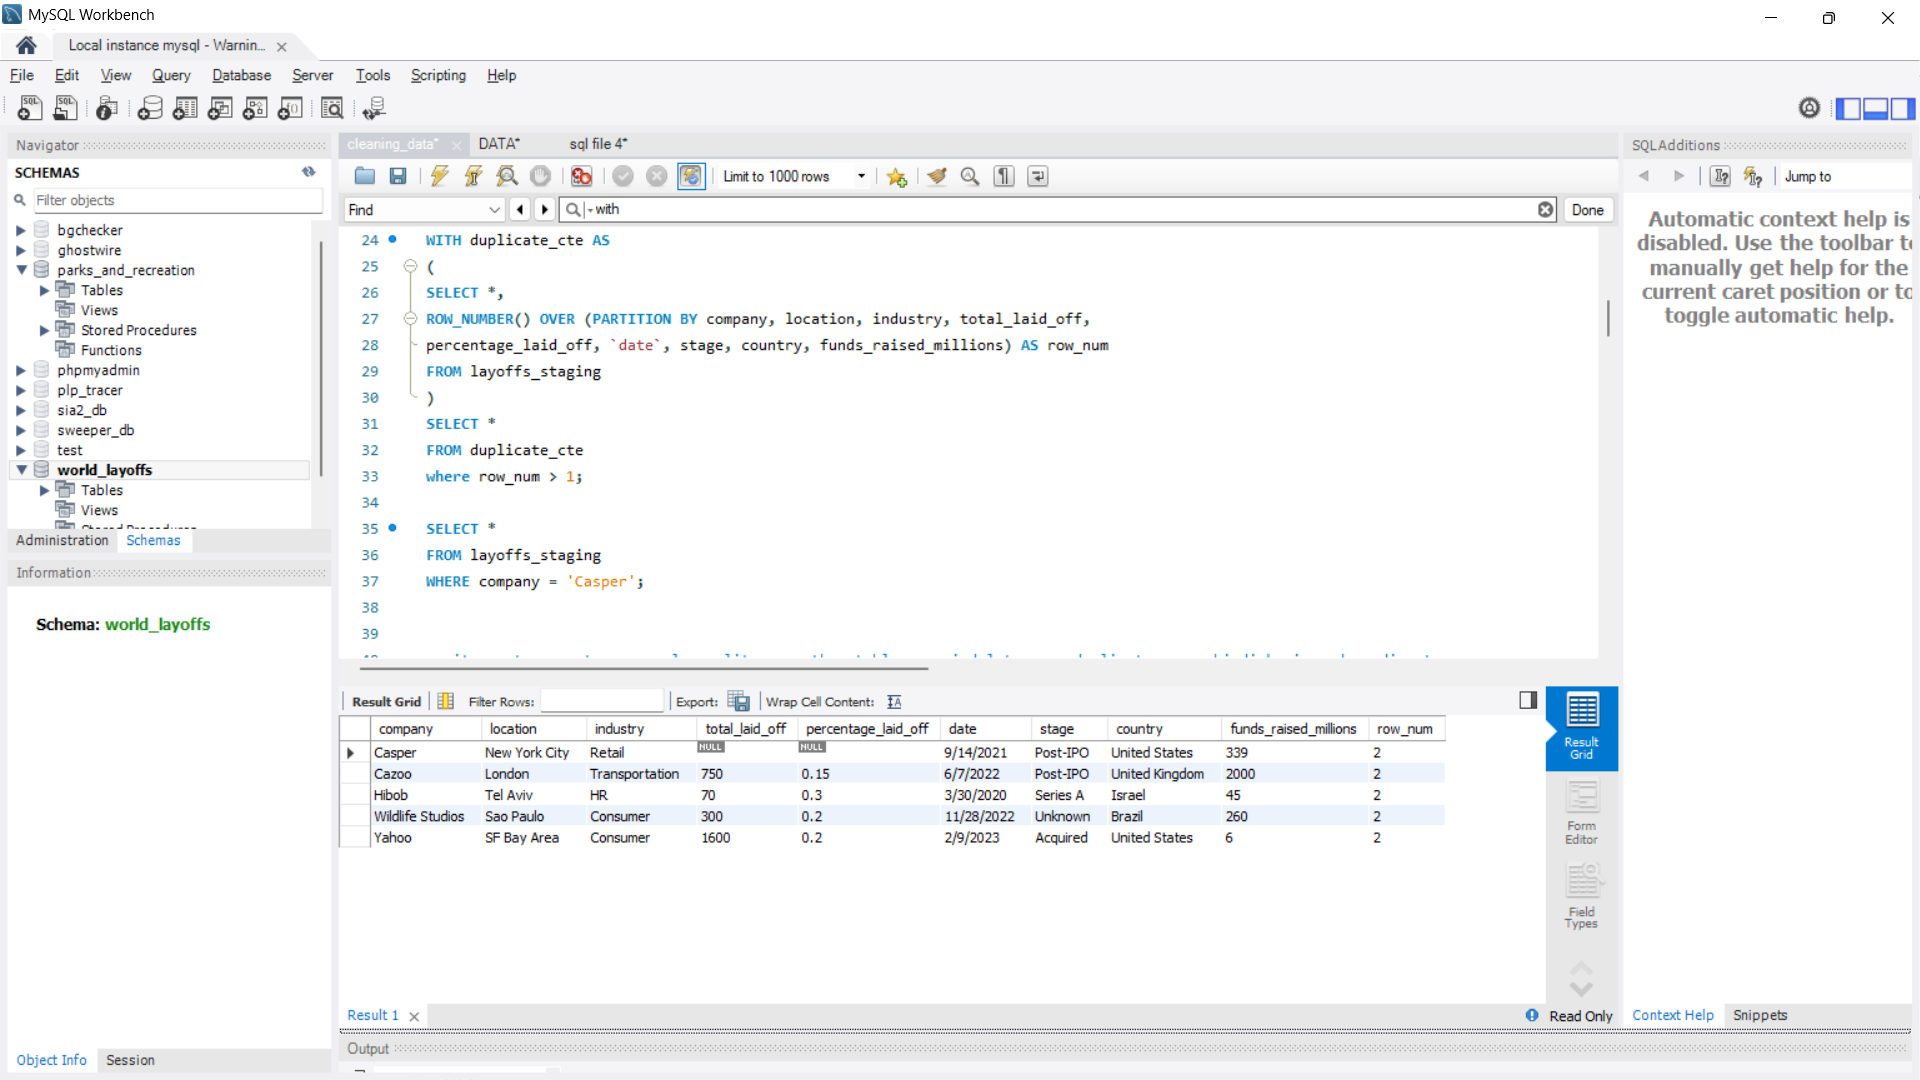 MySQL Workbench
Local instance mysql - Warnin...
File Edit View Query Database Server Tools Scripting Help
Navigator
SCHEMAS
Filter objects
bgchecker
ghostwire
parks_and_recreation
Tables
Views
Stored Procedures
Functions
phpmyadmin
plp_tracer
sia2_db
sweeper_db
test
world_layoffs
Tables
Views
Stored Procedures
Administration Schemas
Information
Schema: world_layoffs
Object Info Session
cleaning_data* DATA* sql file 4*
Limit to 1000 rows
Find with Done
24 WITH duplicate_cte AS
25 (
26 SELECT *,
27 ROW_NUMBER() OVER (PARTITION BY company, location, industry, total_laid_off,
28 percentage_laid_off, `date`, stage, country, funds_raised_millions) AS row_num
29 FROM layoffs_staging
30 )
31 SELECT *
32 FROM duplicate_cte
33 where row_num > 1;
34
35 SELECT *
36 FROM layoffs_staging
37 WHERE company = 'Casper';
38
39
Result Grid Filter Rows: Export: Wrap Cell Content:
company location industry total_laid_off percentage_laid_off date stage country funds_raised_millions row_num
Casper New York City Retail NULL NULL 9/14/2021 Post-IPO United States 339 2
Cazoo London Transportation 750 0.15 6/7/2022 Post-IPO United Kingdom 2000 2
Hibob Tel Aviv HR 70 0.3 3/30/2020 Series A Israel 45 2
Wildlife Studios Sao Paulo Consumer 300 0.2 11/28/2022 Unknown Brazil 260 2
Yahoo SF Bay Area Consumer 1600 0.2 2/9/2023 Acquired United States 6 2
Result Grid
Form Editor
Field Types
Result 1
Read Only
Output
SQLAdditions
Jump to
Automatic context help is
disabled. Use the toolbar to
manually get help for the
current caret position or to
toggle automatic help.
Context Help Snippets